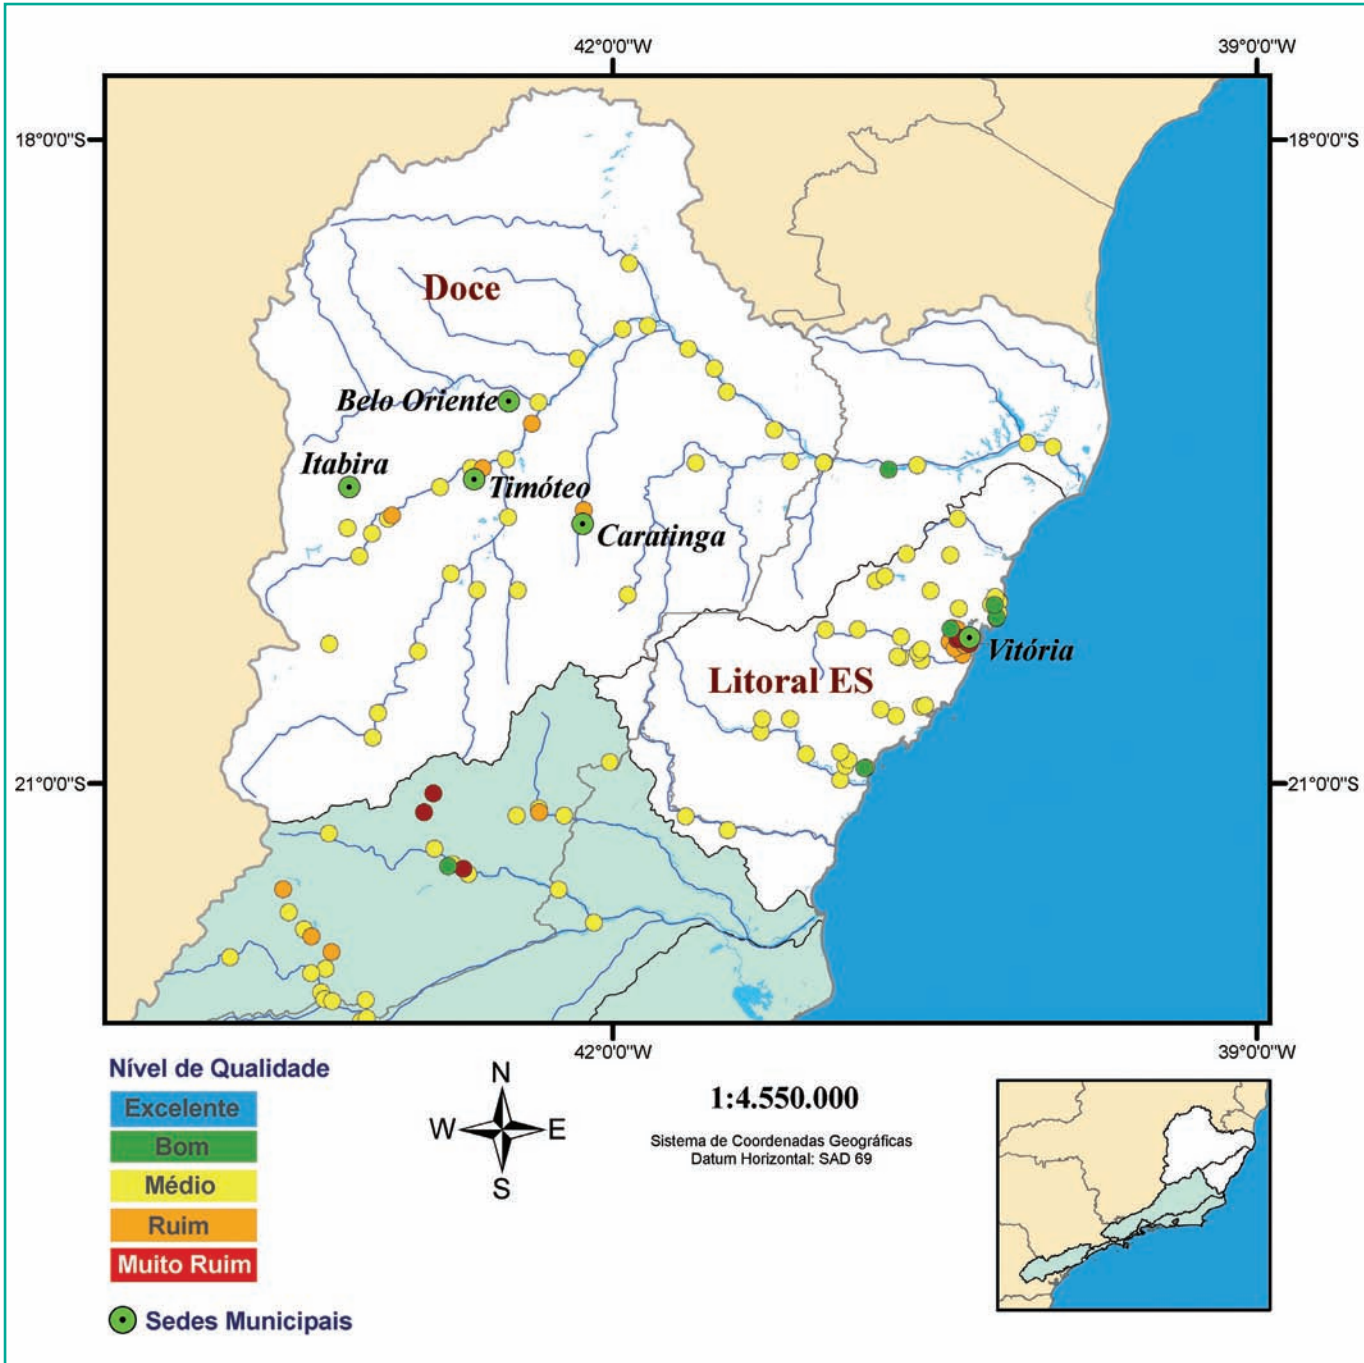 42°0'0"W
39°0'0"W
18°0'0"S
18°0'0"S
Doce
Belo Oriente
Itabira
Timóteo
Caratinga
Vitória
Litoral ES
21°0'0"S
21°0'0"S
42°0'0"W
39°0'0"W
Nível de Qualidade
Excelente
Bom
Médio
Ruim
Muito Ruim
Sedes Municipais
N
W
E
S
1:4.550.000
Sistema de Coordenadas Geográficas
Datum Horizontal: SAD 69